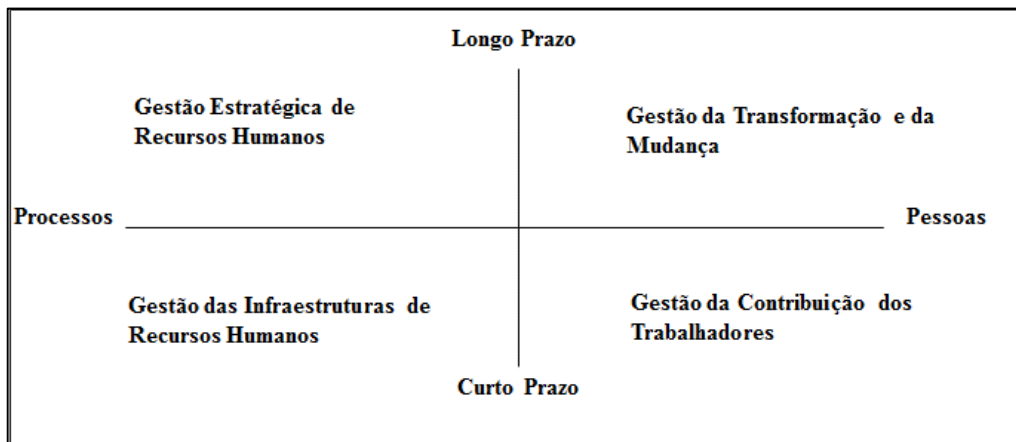 Longo Prazo
Gestão Estratégica de
Recursos Humanos
Gestão da Transformação e da
Mudança
Processos
Pessoas
Gestão das Infraestruturas de
Recursos Humanos
Gestão da Contribuição dos
Trabalhadores
Curto Prazo